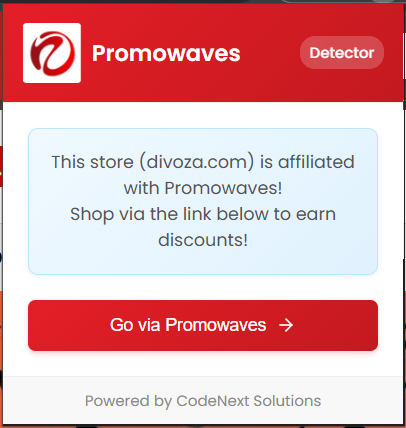 Promowaves
Detector
This store (divoza.com) is affiliated
with Promowaves!
Shop via the link below to earn
discounts!
Go via Promowaves →
Powered by CodeNext Solutions